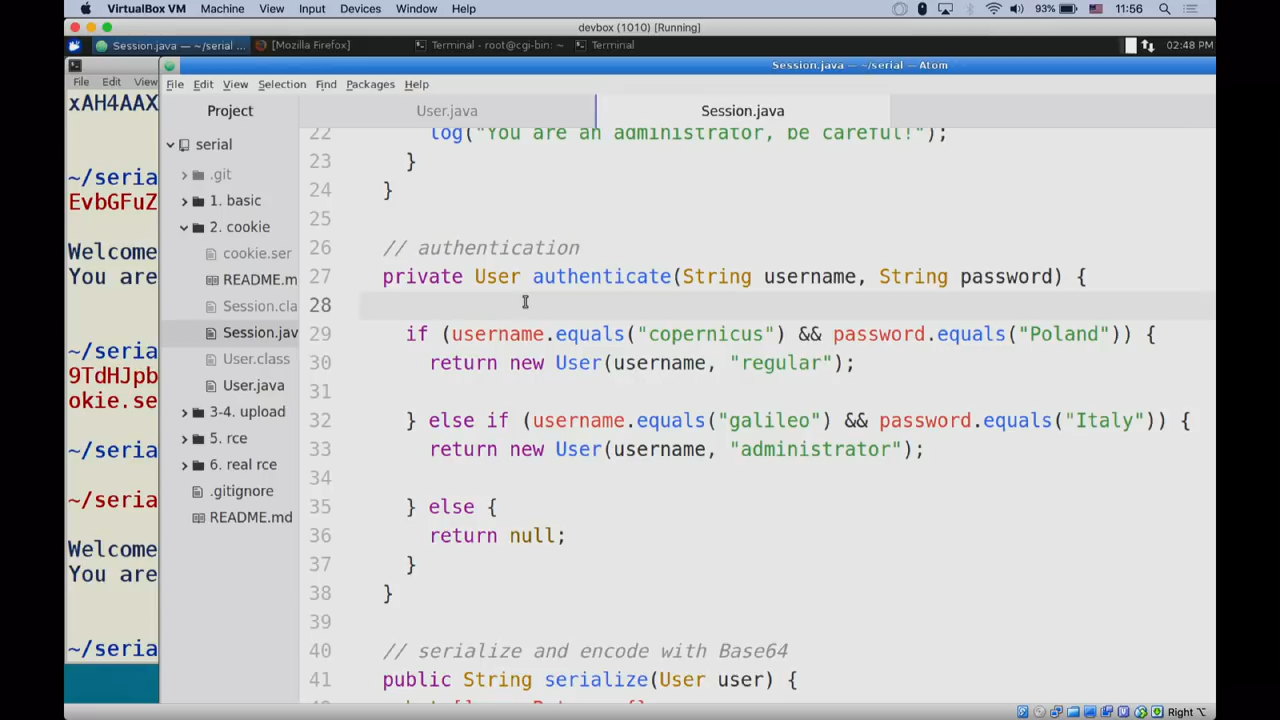 VirtualBox VM Machine View Input Devices Window Help 93% 11:56
devbox (1010) [Running]
Session.java — ~/serial ... [Mozilla Firefox] Terminal - root@cgi-bin: ~ Terminal 02:48 PM
Session.java — ~/serial — Atom
File Edit View
File Edit View Selection Find Packages Help
xAH4AAX
~/seria
EvbGFuZ
Welcome
You are
~/seria
9TdHJpb
okie.se
~/seria
~/seria
Welcome
You are
~/seria
Project
serial
.git
1. basic
2. cookie
cookie.ser
README.m
Session.cla
Session.jav
User.class
User.java
3-4. upload
5. rce
6. real rce
.gitignore
README.md
User.java Session.java
22 log("You are an administrator, be careful!");
23 }
24 }
25
26 // authentication
27 private User authenticate(String username, String password) {
28
29 if (username.equals("copernicus") && password.equals("Poland")) {
30 return new User(username, "regular");
31
32 } else if (username.equals("galileo") && password.equals("Italy")) {
33 return new User(username, "administrator");
34
35 } else {
36 return null;
37 }
38 }
39
40 // serialize and encode with Base64
41 public String serialize(User user) {
Right ⌥